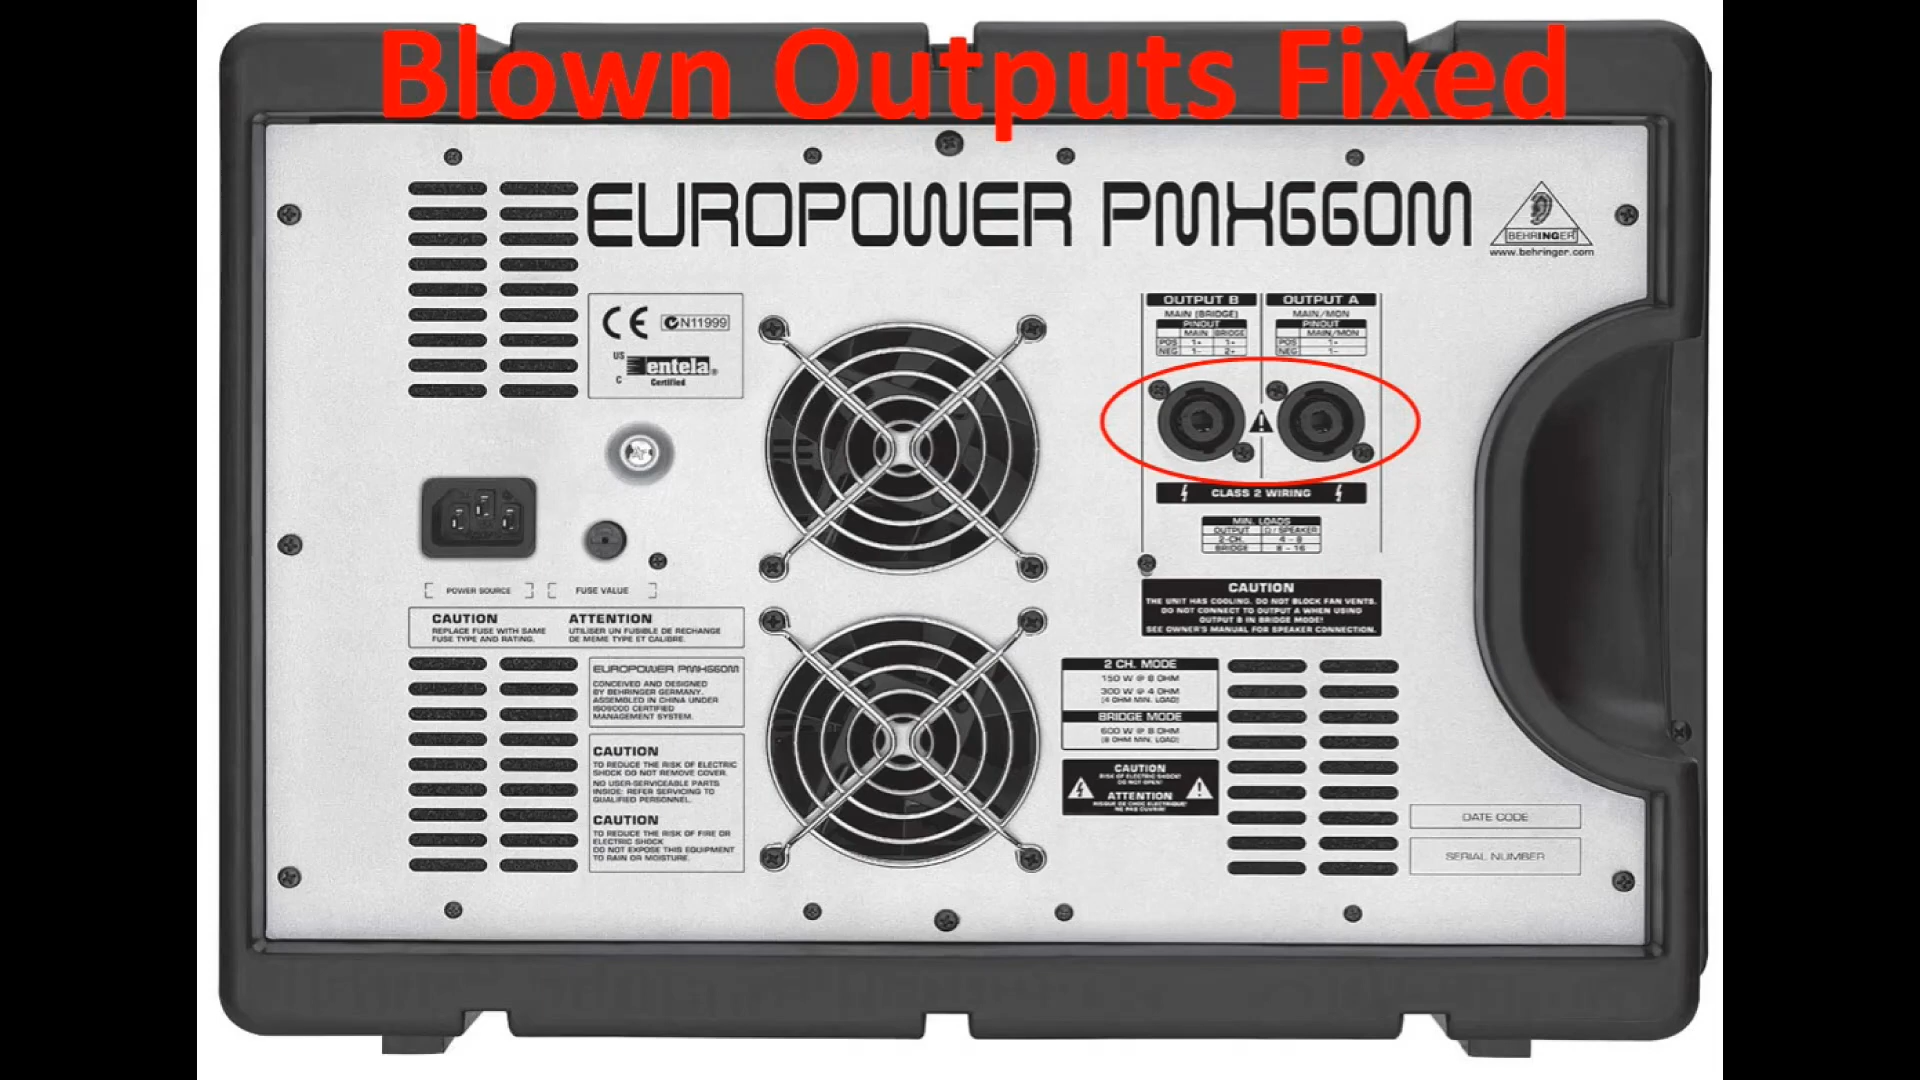 Blown Outputs Fixed
EUROPOWER PMX660M
BEHRINGER
www.behringer.com
CE N11999
US
C
entela®
Certified
OUTPUT B
MAIN (BRIDGE)
PINOUT
MAIN BRIDGE
POS 1+ 1+
NEG 1- 2+
OUTPUT A
MAIN/MON
PINOUT
MAIN/MON
POS 1+
NEG 1-
CLASS 2 WIRING
MIN. LOADS
OUTPUT Ω / SPEAKER
2-CH. 4 - 8
BRIDGE 8 - 16
POWER SOURCE
FUSE VALUE
CAUTION
REPLACE FUSE WITH SAME
FUSE TYPE AND RATING.
ATTENTION
UTILISER UN FUSIBLE DE RECHANGE
DE MEME TYPE ET CALIBRE.
CAUTION
THE UNIT HAS COOLING. DO NOT BLOCK FAN VENTS.
DO NOT CONNECT TO OUTPUT A WHEN USING
OUTPUT B IN BRIDGE MODE!
SEE OWNER'S MANUAL FOR SPEAKER CONNECTION.
EUROPOWER PMX660M
CONCEIVED AND DESIGNED
BY BEHRINGER GERMANY.
ASSEMBLED IN CHINA UNDER
ISO9000 CERTIFIED
MANAGEMENT SYSTEM.
2 CH. MODE
150 W @ 8 OHM
300 W @ 4 OHM
(4 OHM MIN. LOAD)
BRIDGE MODE
600 W @ 8 OHM
(8 OHM MIN. LOAD)
CAUTION
TO REDUCE THE RISK OF ELECTRIC
SHOCK DO NOT REMOVE COVER.
NO USER-SERVICEABLE PARTS
INSIDE: REFER SERVICING TO
QUALIFIED PERSONNEL.
CAUTION
TO REDUCE THE RISK OF FIRE OR
ELECTRIC SHOCK
DO NOT EXPOSE THIS EQUIPMENT
TO RAIN OR MOISTURE.
CAUTION
RISK OF ELECTRIC SHOCK!
DO NOT OPEN!
ATTENTION
RISQUE DE CHOC ELECTRIQUE!
NE PAS OUVRIR!
DATE CODE
SERIAL NUMBER